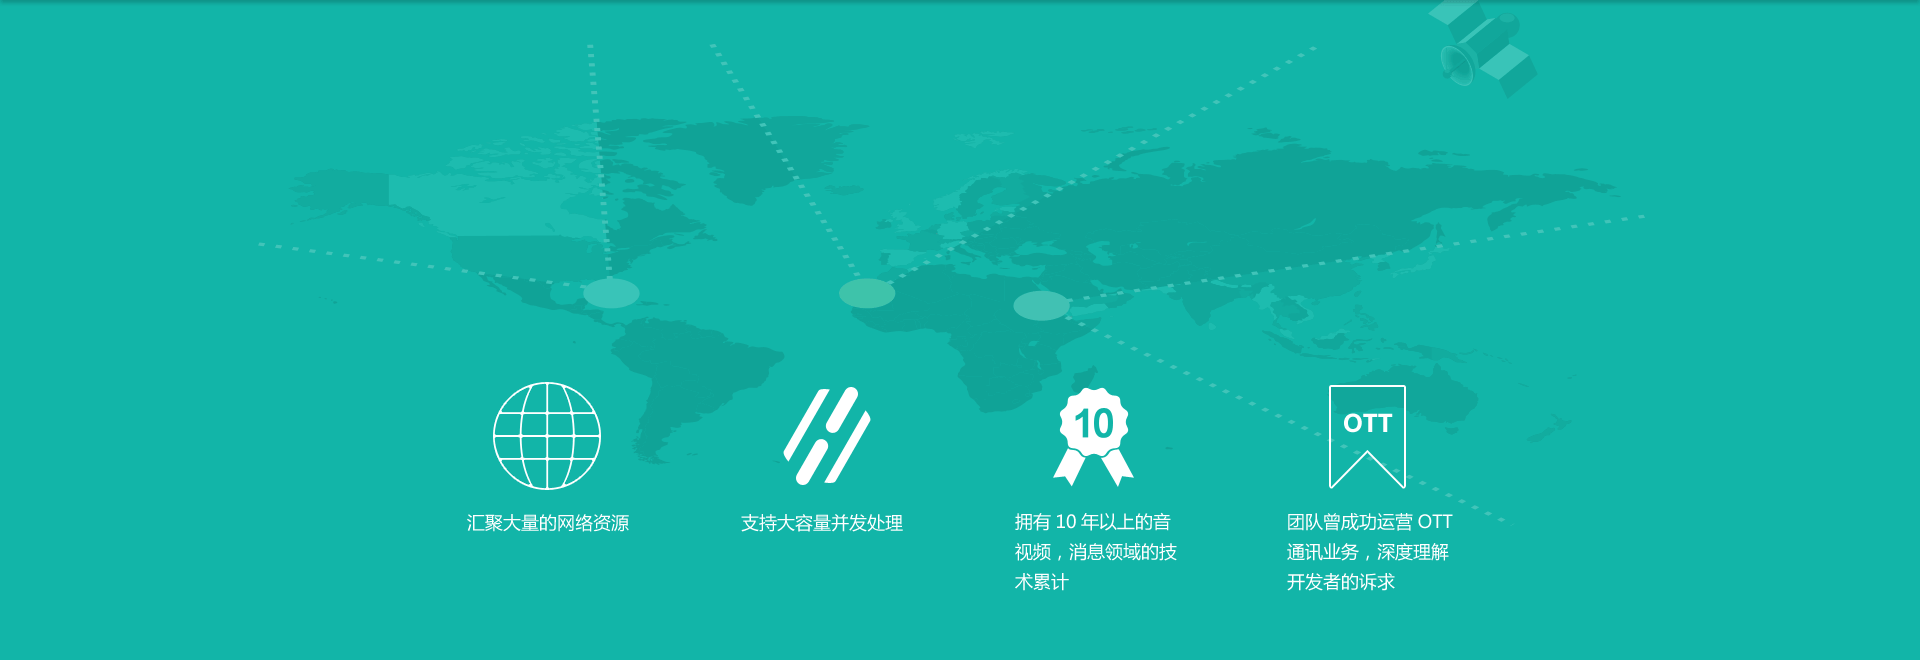 10
OTT
汇聚大量的网络资源
支持大容量并发处理
拥有 10 年以上的音
视频，消息领域的技
术累计
团队曾成功运营 OTT
通讯业务，深度理解
开发者的诉求